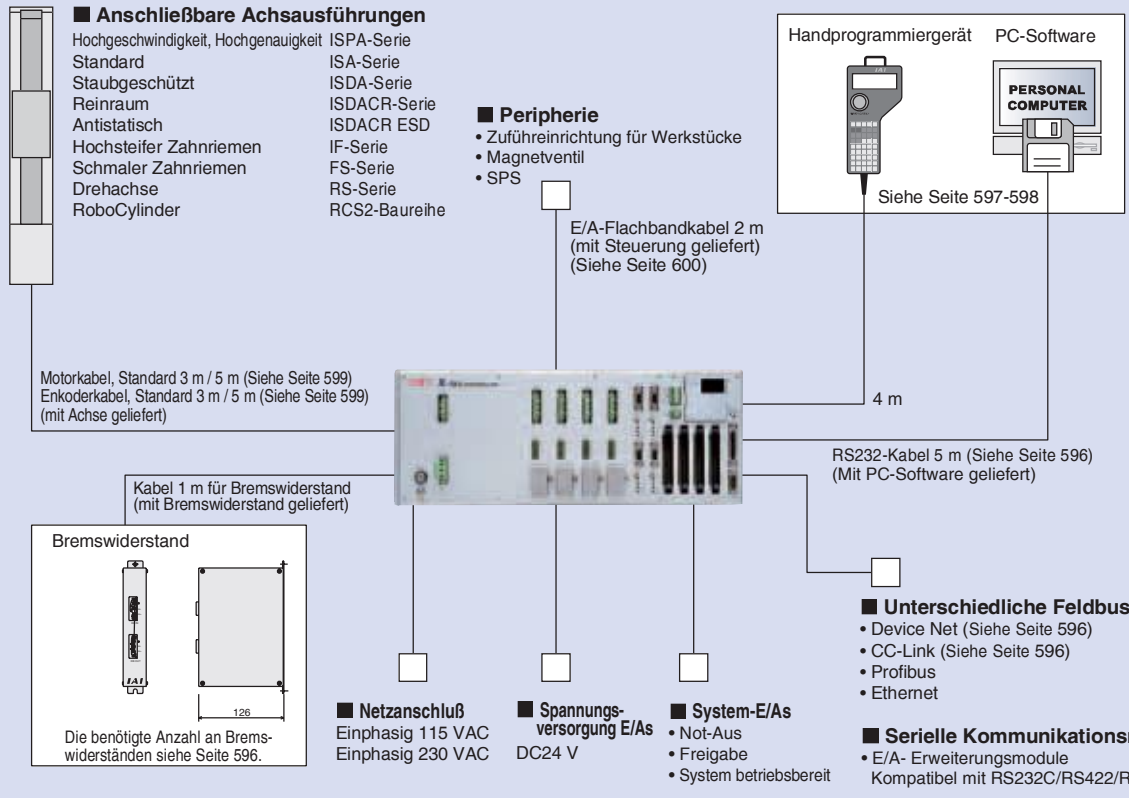 ■ Anschließbare Achsausführungen
Hochgeschwindigkeit, Hochgenauigkeit ISPA-Serie
Standard ISA-Serie
Staubgeschützt ISDA-Serie
Reinraum ISDACR-Serie
Antistatisch ISDACR ESD
Hochsteifer Zahnriemen IF-Serie
Schmaler Zahnriemen FS-Serie
Drehachse RS-Serie
RoboCylinder RCS2-Baureihe
■ Peripherie
• Zuführeinrichtung für Werkstücke
• Magnetventil
• SPS
E/A-Flachbandkabel 2 m
(mit Steuerung geliefert)
(Siehe Seite 600)
Handprogrammiergerät PC-Software
IAI
PERSONAL
COMPUTER
Siehe Seite 597-598
Motorkabel, Standard 3 m / 5 m (Siehe Seite 599)
Enkoderkabel, Standard 3 m / 5 m (Siehe Seite 599)
(mit Achse geliefert)
4 m
RS232-Kabel 5 m (Siehe Seite 596)
(Mit PC-Software geliefert)
Kabel 1 m für Bremswiderstand
(mit Bremswiderstand geliefert)
Bremswiderstand
IAI
126
Die benötigte Anzahl an Brems-
widerständen siehe Seite 596.
■ Netzanschluß
Einphasig 115 VAC
Einphasig 230 VAC
■ Spannungs-
versorgung E/As
DC24 V
■ System-E/As
• Not-Aus
• Freigabe
• System betriebsbereit
■ Unterschiedliche Feldbus
• Device Net (Siehe Seite 596)
• CC-Link (Siehe Seite 596)
• Profibus
• Ethernet
■ Serielle Kommunikations
• E/A- Erweiterungsmodule
Kompatibel mit RS232C/RS422/R